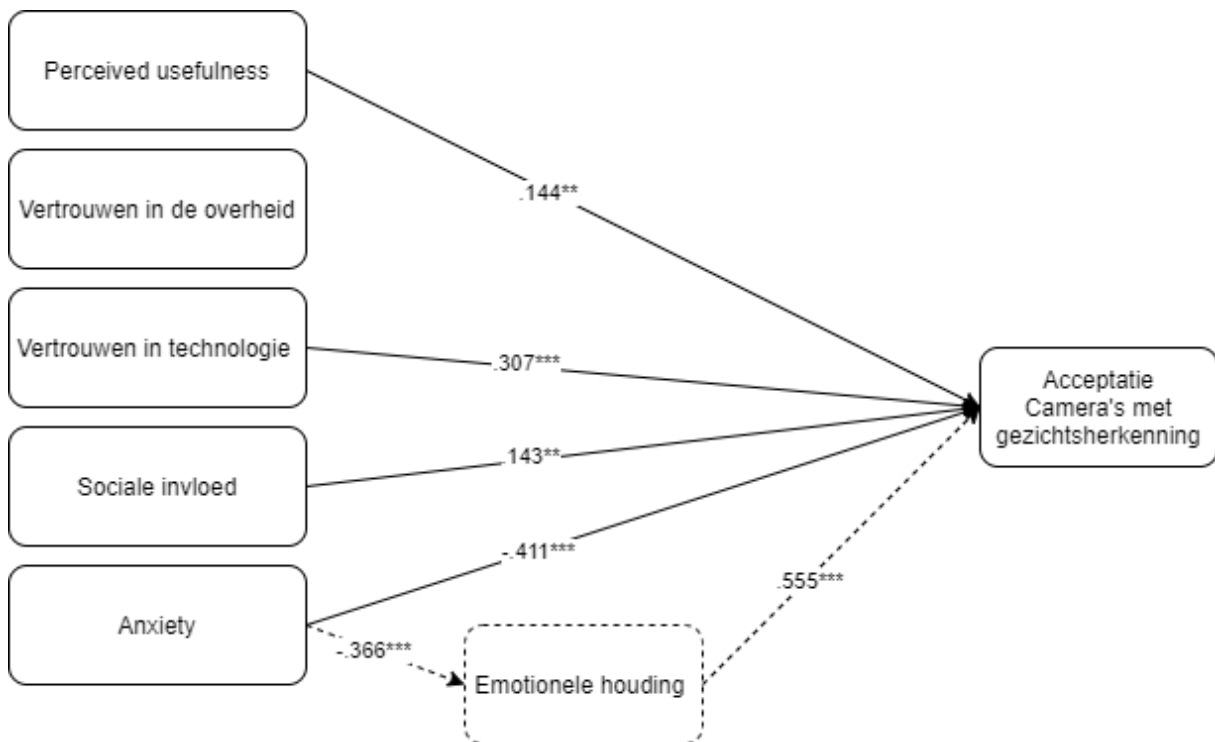 Perceived usefulness
.144**
Vertrouwen in de overheid
Vertrouwen in technologie
.307***
Acceptatie
Camera's met
gezichtsherkenning
Sociale invloed
.143**
-.411***
.555***
Anxiety
-.366***
Emotionele houding